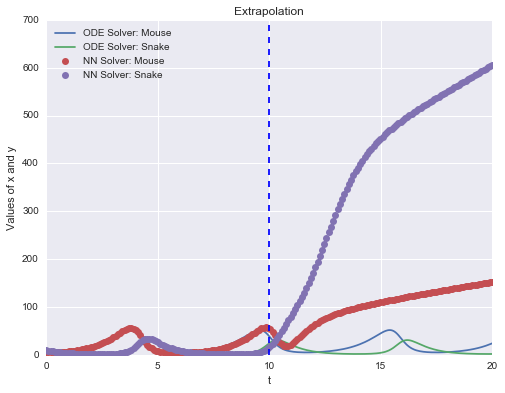 Extrapolation
700
600
500
400
300
200
100
0
Values of x and y
ODE Solver: Mouse
ODE Solver: Snake
NN Solver: Mouse
NN Solver: Snake
0 5 10 15 20
t